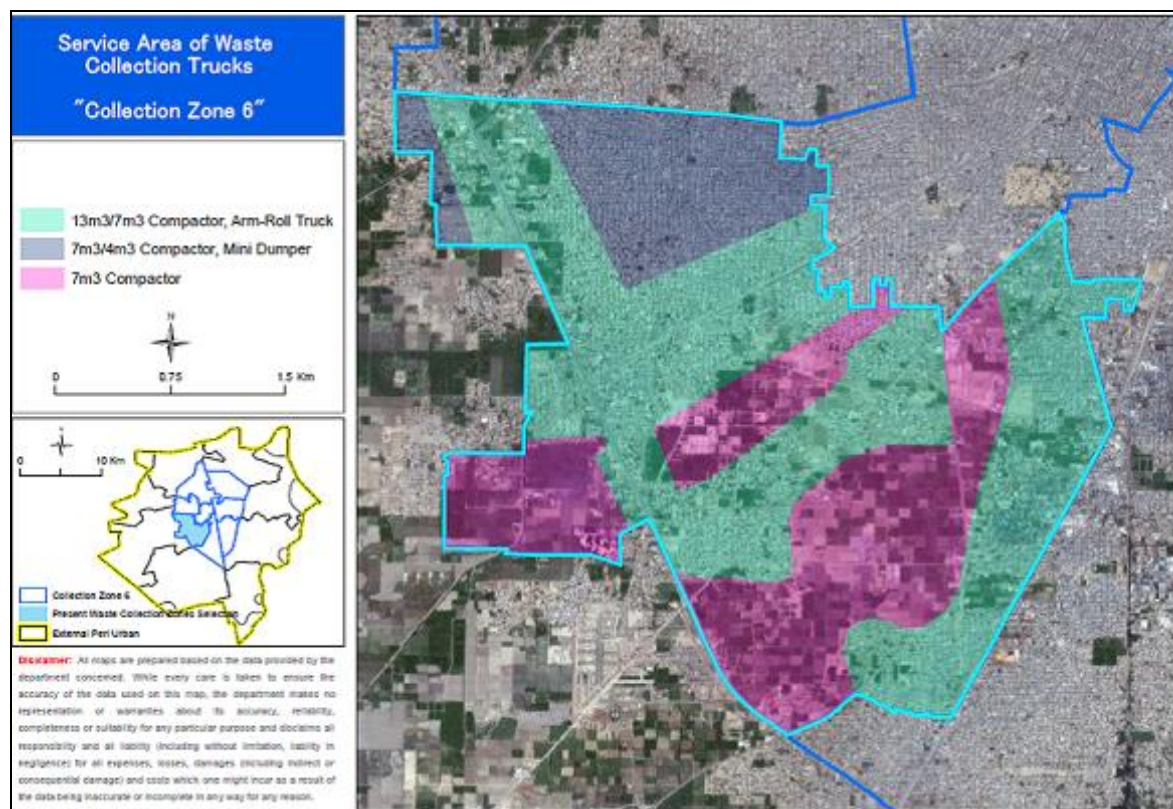 Service Area of Waste
Collection Trucks
"Collection Zone 6"
13m3/7m3 Compactor, Arm-Roll Truck
7m3/4m3 Compactor, Mini Dumper
7m3 Compactor
N
0 0.75 1.5 Km
0 10 Km
Collection Zone 6
Present Waste Collection Zones Selection
External Peri Urban
Disclaimer: All maps are prepared based on the data provided by the
department concerned. While every care is taken to ensure the
accuracy of the data used on this map, the department makes no
representation or warranties about its accuracy, reliability,
completeness or suitability for any particular purpose and disclaims all
responsibility and all liability (including without limitation, liability in
negligence) for all expenses, losses, damages (including indirect or
consequential damage) and costs which one might incur as a result of
the data being inaccurate or incomplete in any way for any reason.